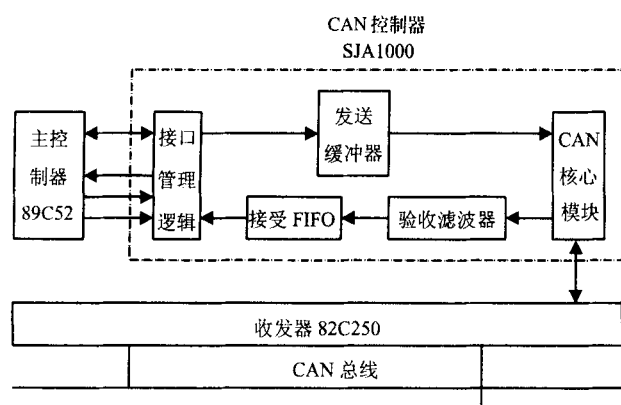 CAN 控制器
SJA1000
主控
制器
89C52
接口
管理
逻辑
发送
缓冲器
CAN
核心
模块
接受 FIFO
验收滤波器
收发器 82C250
CAN 总线